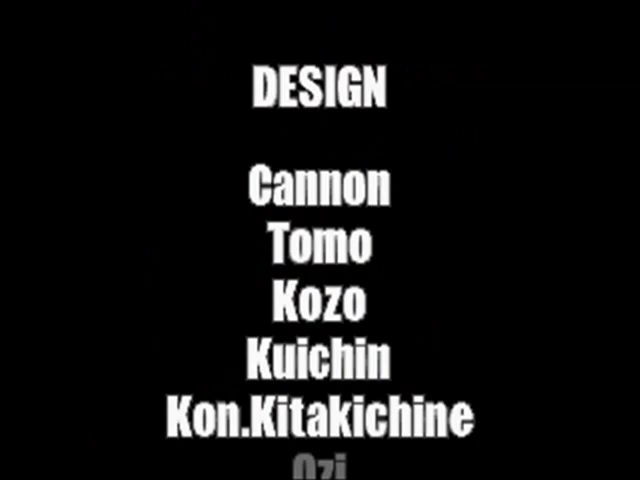 DESIGN
Cannon
Tomo
Kozo
Kuichin
Kon.Kitakichine